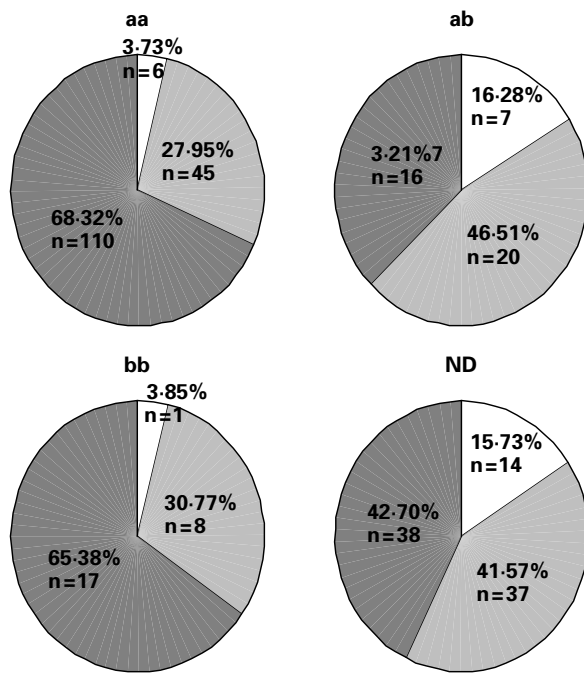 aa
3·73%
n=6
27·95%
n=45
68·32%
n=110
ab
16·28%
n=7
3·21%7
n=16
46·51%
n=20
bb
3·85%
n=1
30·77%
n=8
65·38%
n=17
ND
15·73%
n=14
42·70%
n=38
41·57%
n=37